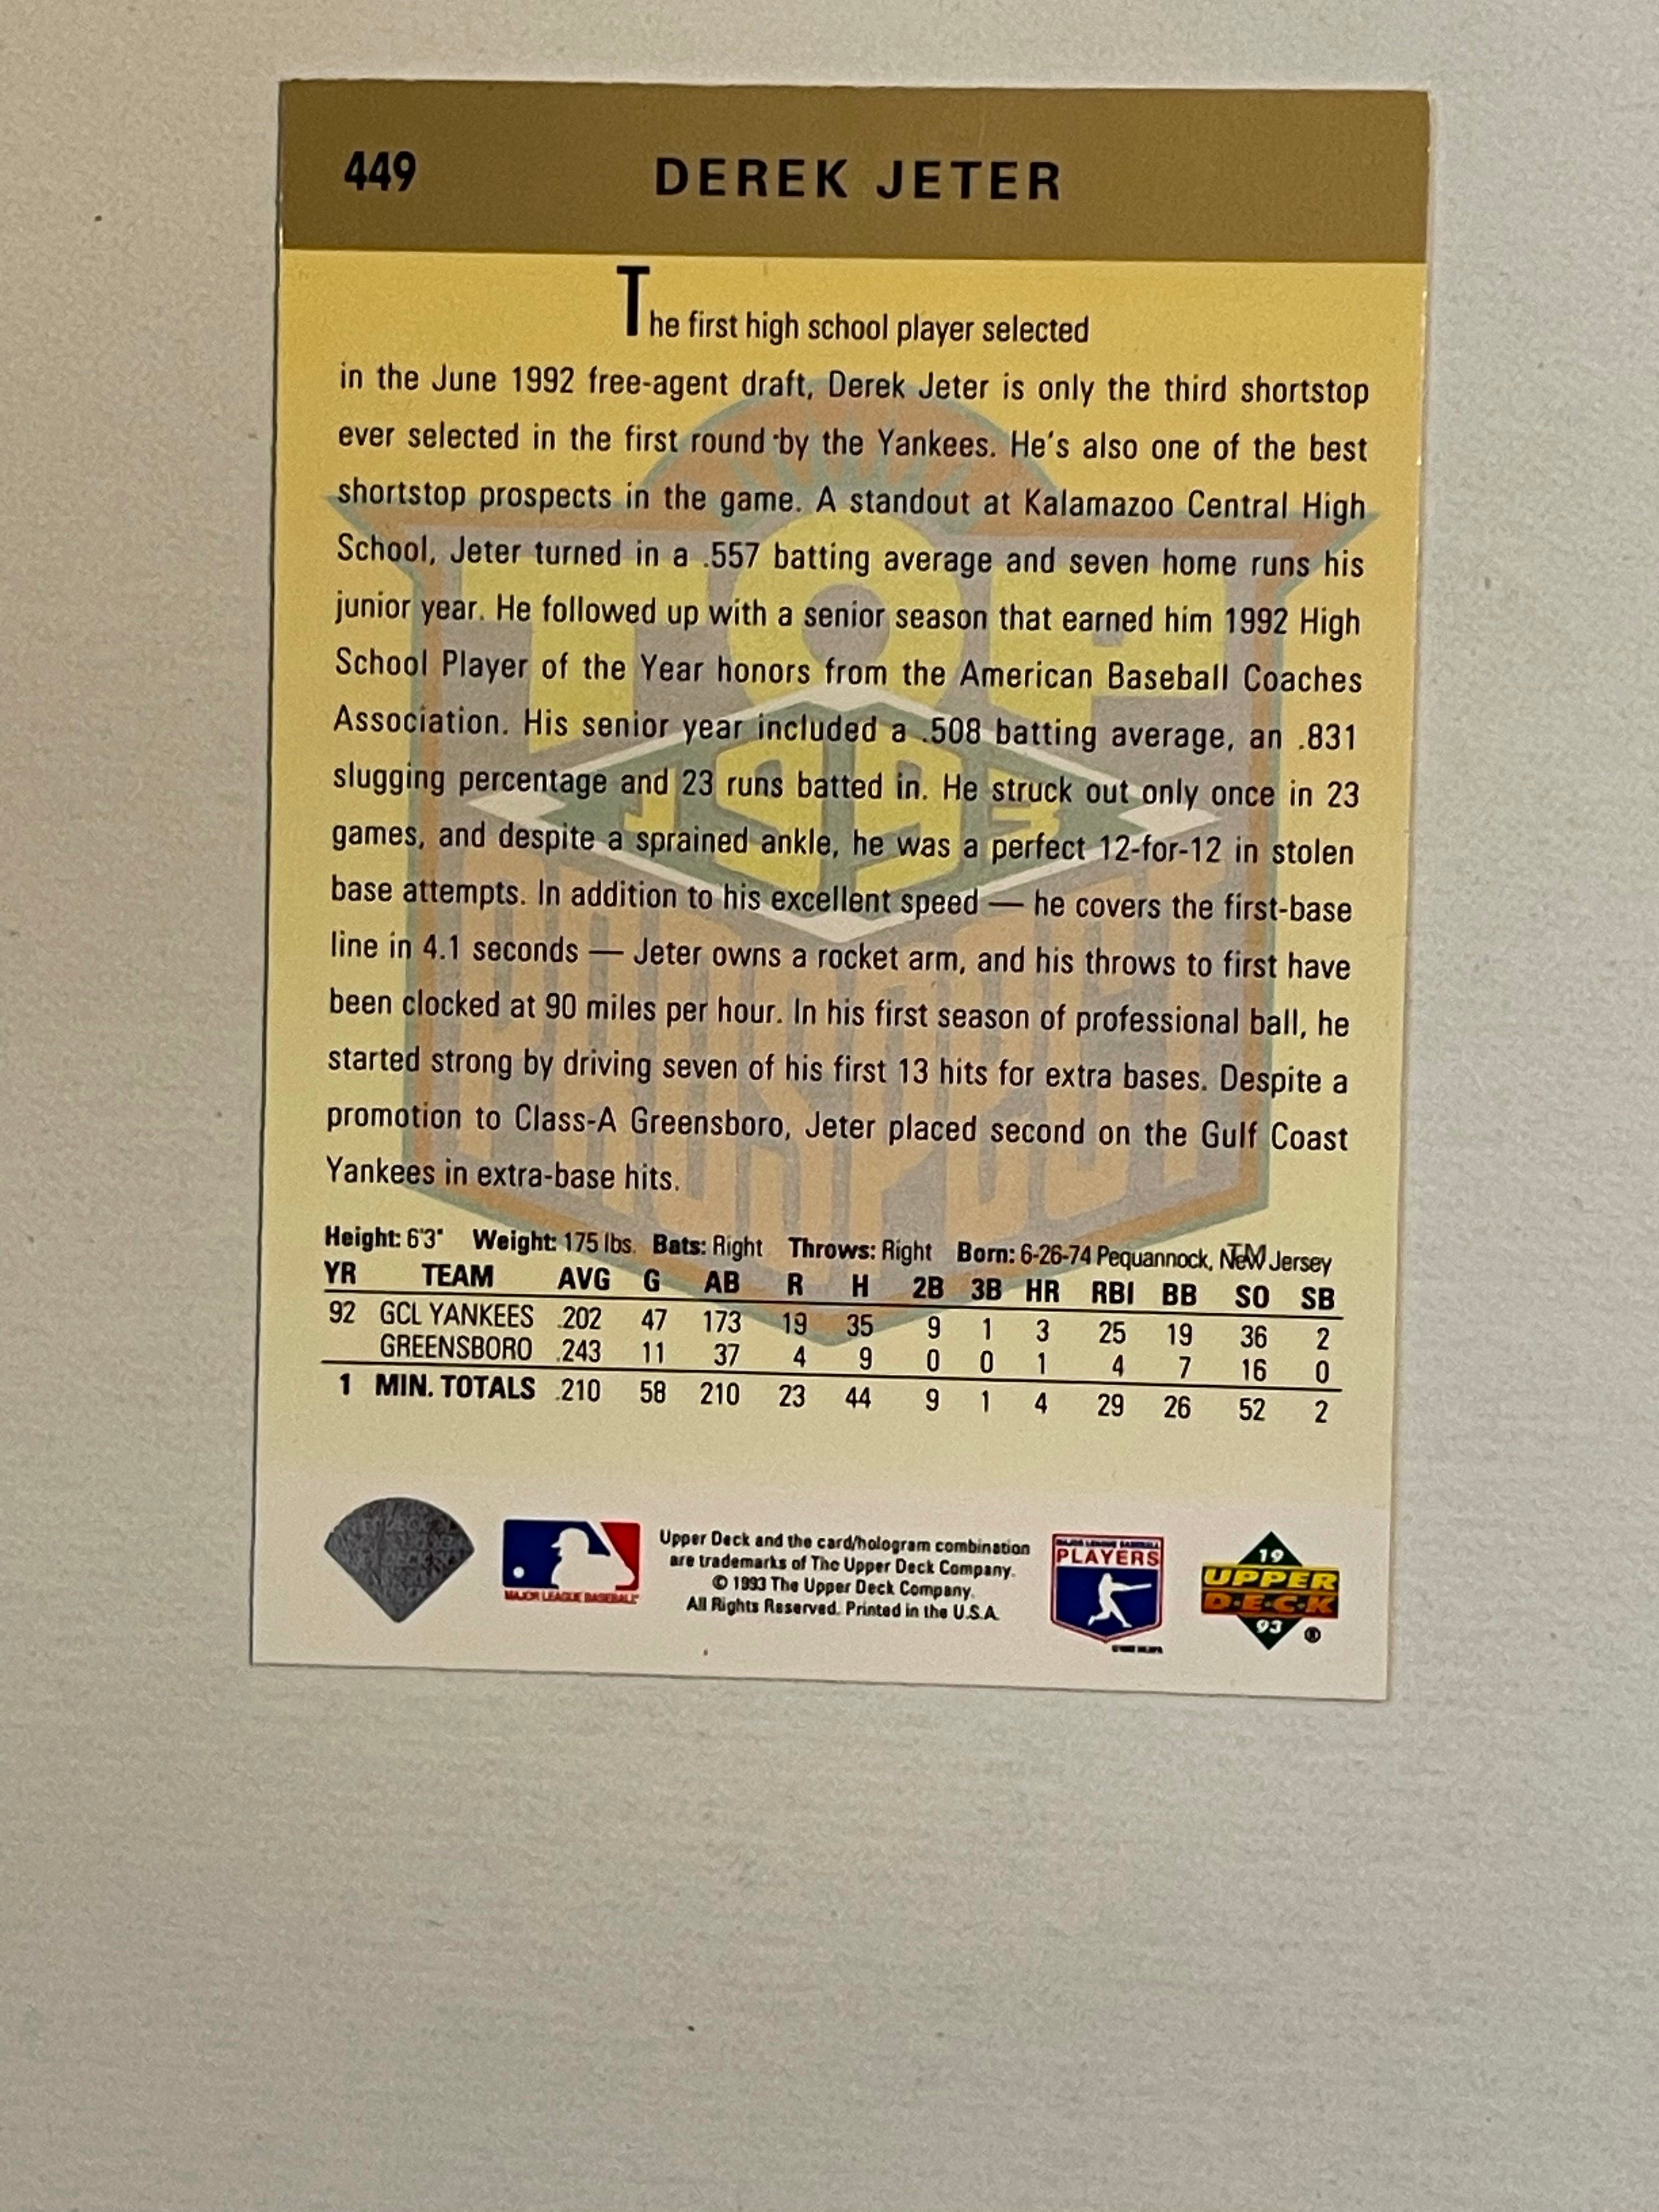 449 DEREK JETER
The first high school player selected
in the June 1992 free-agent draft, Derek Jeter is only the third shortstop
ever selected in the first round by the Yankees. He's also one of the best
shortstop prospects in the game. A standout at Kalamazoo Central High
School, Jeter turned in a .557 batting average and seven home runs his
junior year. He followed up with a senior season that earned him 1992 High
School Player of the Year honors from the American Baseball Coaches
Association. His senior year included a .508 batting average, an .831
slugging percentage and 23 runs batted in. He struck out only once in 23
games, and despite a sprained ankle, he was a perfect 12-for-12 in stolen
base attempts. In addition to his excellent speed — he covers the first-base
line in 4.1 seconds — Jeter owns a rocket arm, and his throws to first have
been clocked at 90 miles per hour. In his first season of professional ball, he
started strong by driving seven of his first 13 hits for extra bases. Despite a
promotion to Class-A Greensboro, Jeter placed second on the Gulf Coast
Yankees in extra-base hits.
TOP
1993
PROSPECT
TM
Height: 6'3" Weight: 175 lbs. Bats: Right Throws: Right Born: 6-26-74 Pequannock, New Jersey
YR TEAM AVG G AB R H 2B 3B HR RBI BB SO SB
92 GCL YANKEES .202 47 173 19 35 9 1 3 25 19 36 2
GREENSBORO .243 11 37 4 9 0 0 1 4 7 16 0
1 MIN. TOTALS .210 58 210 23 44 9 1 4 29 26 52 2
MAJOR LEAGUE BASEBALL
Upper Deck and the card/hologram combination
are trademarks of The Upper Deck Company.
© 1993 The Upper Deck Company.
All Rights Reserved. Printed in the U.S.A.
MAJOR LEAGUE BASEBALL
PLAYERS
19
UPPER
D·E·C·K
93 ®